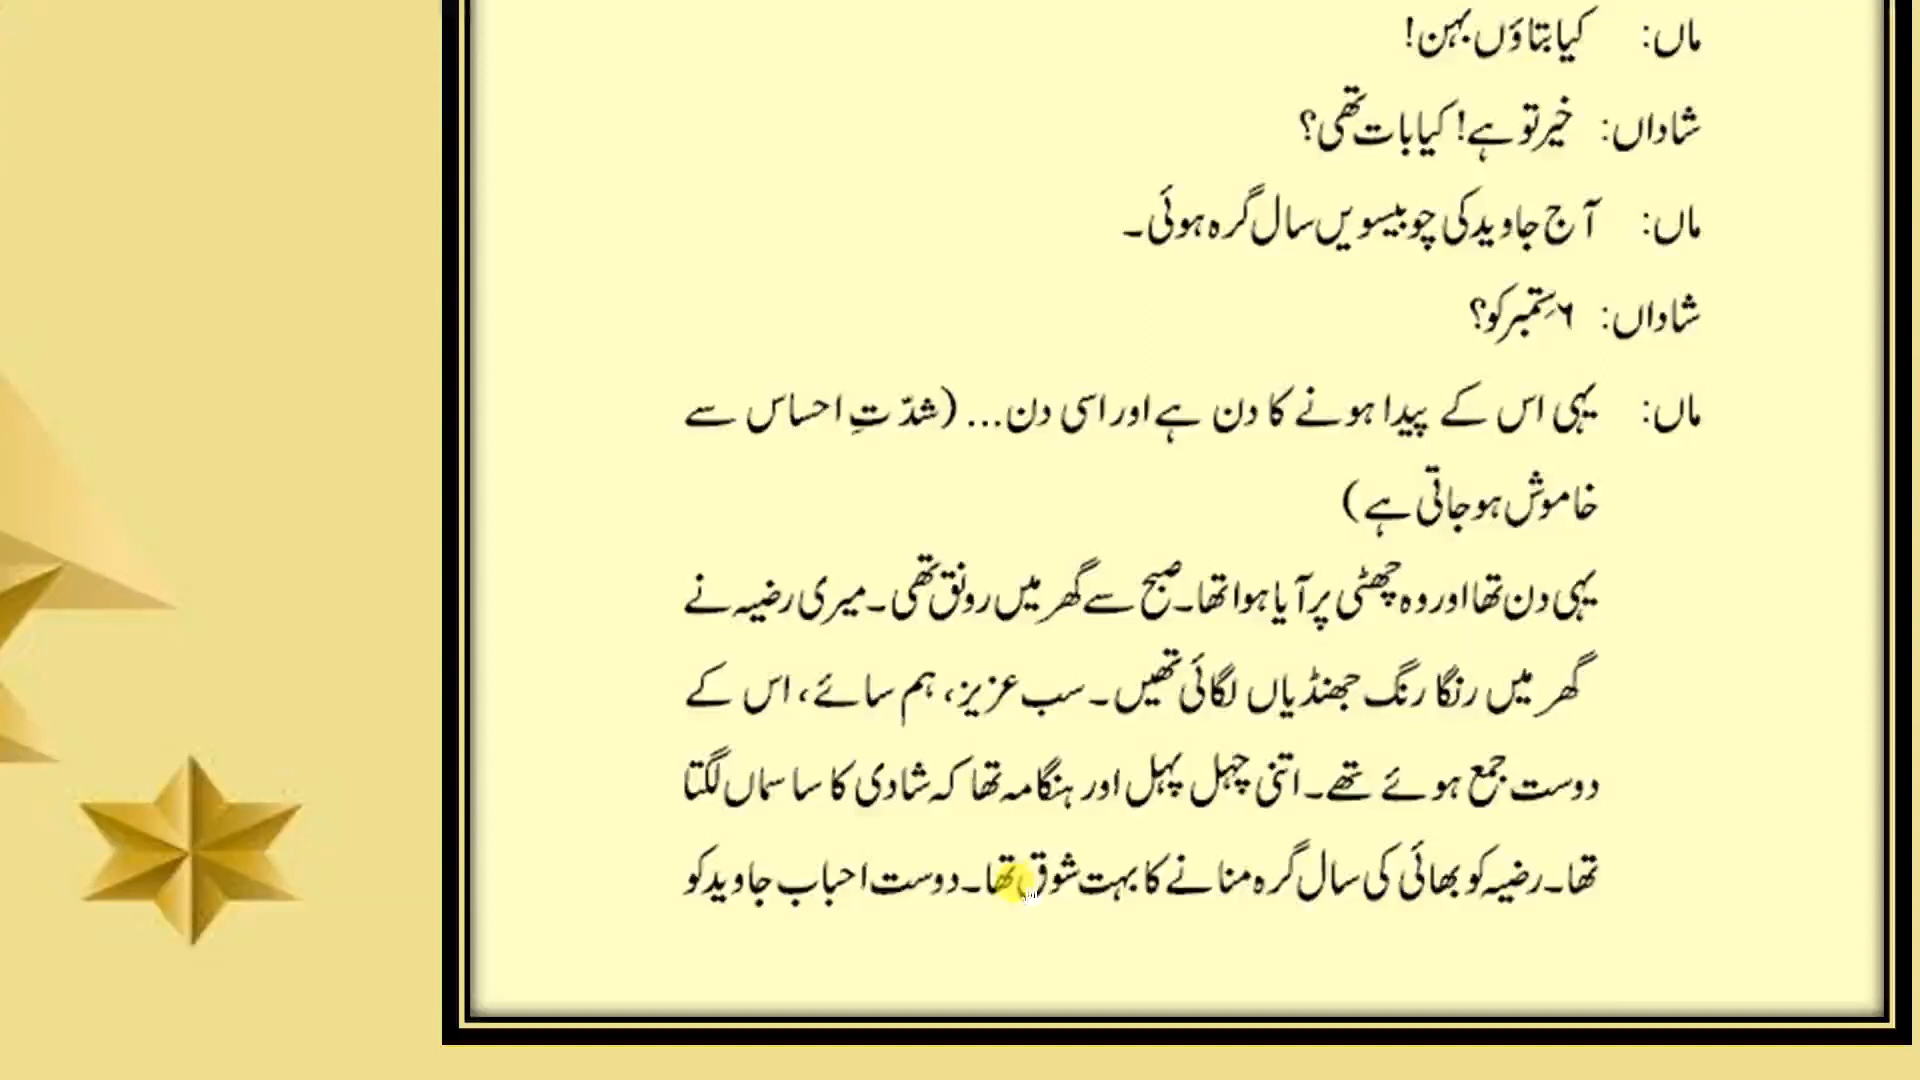 ماں: کیا بتاؤں بہن!
شاداں: خیر تو ہے! کیا بات تھی؟
ماں: آج جاوید کی چوبیسویں سال گرہ ہوئی۔
شاداں: ۶؍ستمبر کو؟
ماں: یہی اس کے پیدا ہونے کا دن ہے اور اسی دن... (شدّتِ احساس سے
خاموش ہو جاتی ہے)
یہی دن تھا اور وہ چھٹی پر آیا ہوا تھا۔ صبح سے گھر میں رونق تھی۔ میری رضیہ نے
گھر میں رنگا رنگ جھنڈیاں لگائی تھیں۔ سب عزیز، ہم سائے، اس کے
دوست جمع ہوئے تھے۔ اتنی چہل پہل اور ہنگامہ تھا کہ شادی کا سا سماں لگتا
تھا۔ رضیہ کو بھائی کی سال گرہ منانے کا بہت شوق تھا۔ دوست احباب جاوید کو